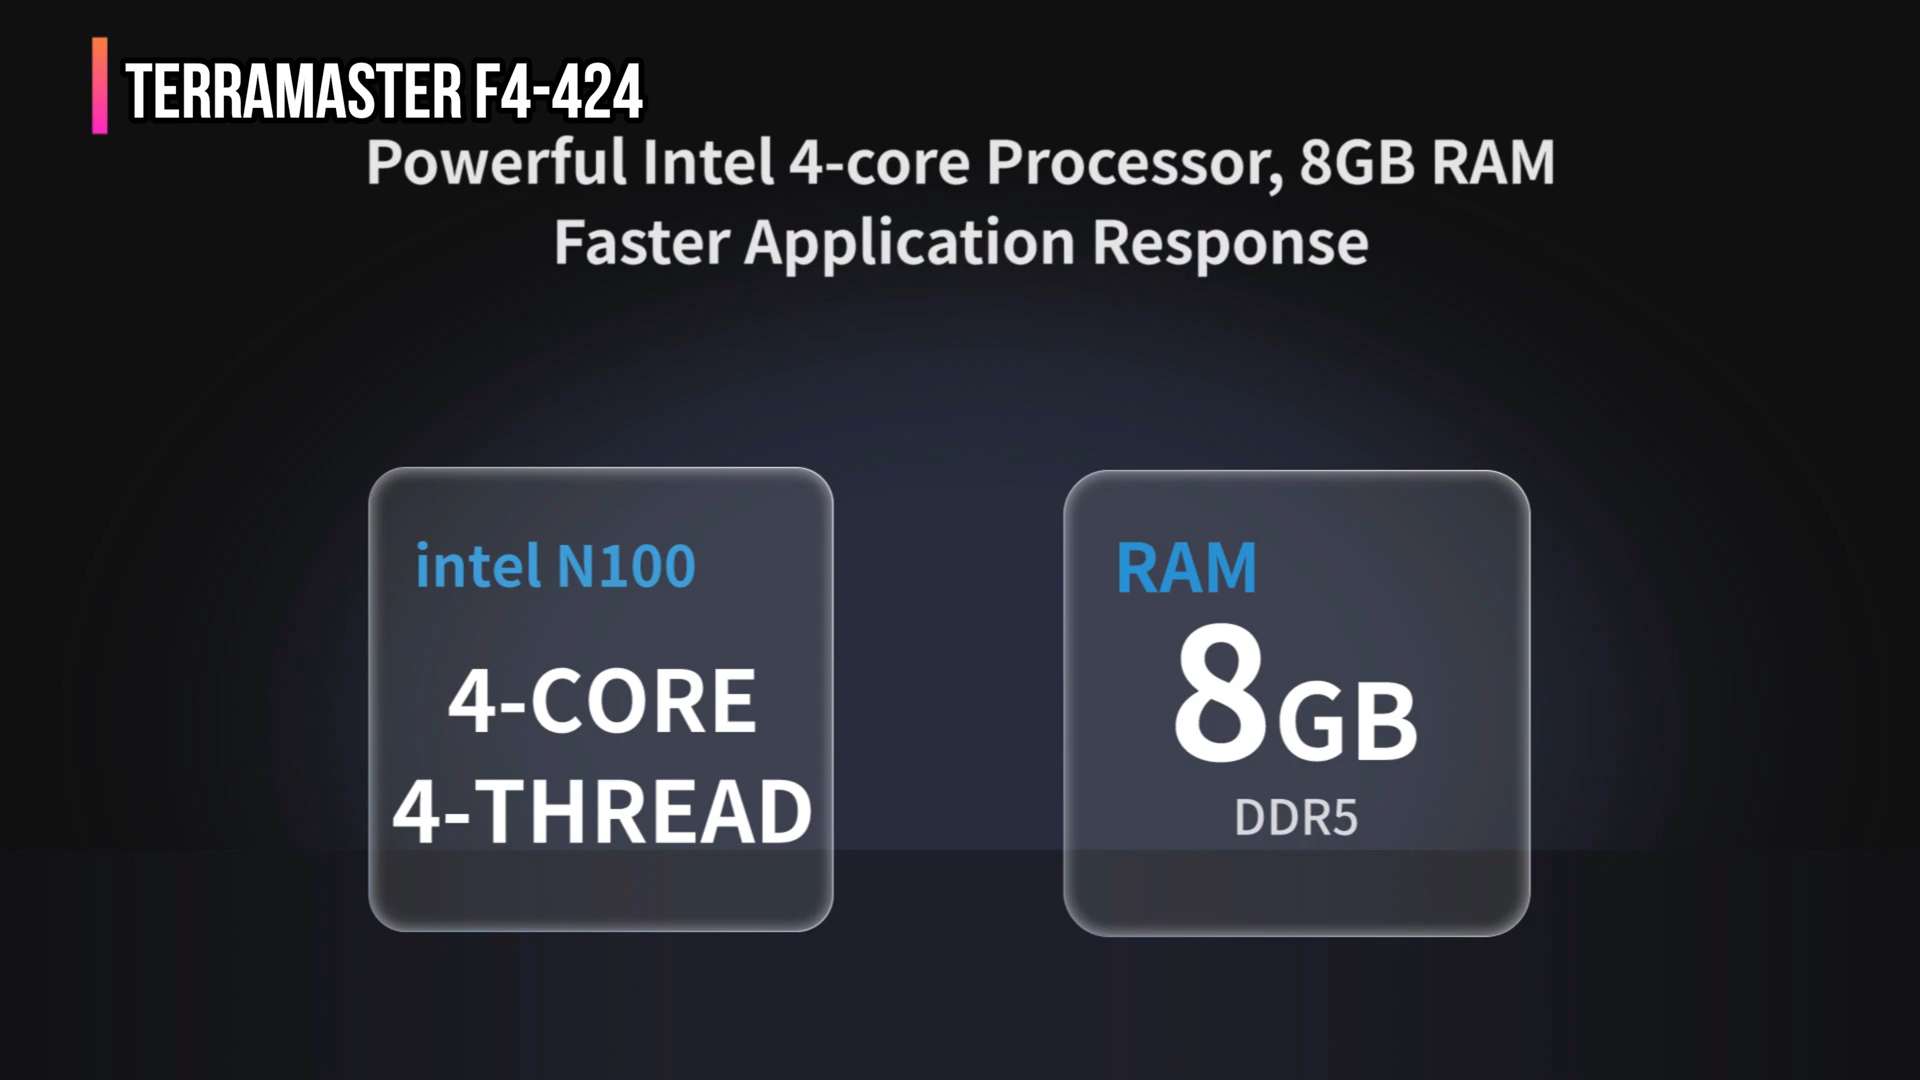 TERRAMASTER F4-424
Powerful Intel 4-core Processor, 8GB RAM
Faster Application Response
intel N100
4-CORE
4-THREAD
RAM
8GB
DDR5